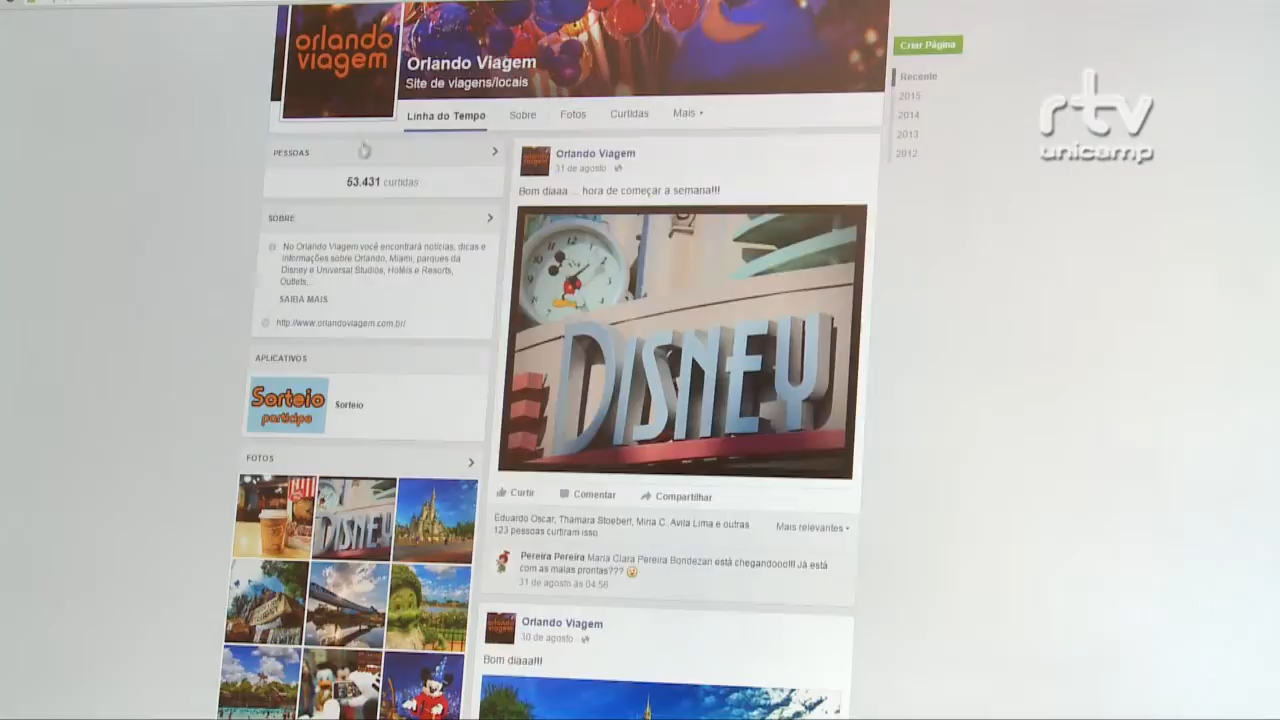 orlando
viagem
Orlando Viagem
Site de viagens/locais
Linha do Tempo Sobre Fotos Curtidas Mais
Criar Página
Recente
2015
2014
2013
2012
rtv
unicamp
PESSOAS
53.431 curtidas
SOBRE
No Orlando Viagem você encontrará notícias, dicas e
informações sobre Orlando, Miami, parques da
Disney e Universal Studios, Hotéis e Resorts,
Outlets...
SAIBA MAIS
http://www.orlandoviagem.com.br/
APLICATIVOS
Sorteio
participe
Sorteio
FOTOS
DISNEY
Orlando Viagem
31 de agosto
Bom diaaa ... hora de começar a semana!!!
DISNEY
Curtir Comentar Compartilhar
Eduardo Oscar, Thamara Stoeberl, Mina C. Avila Lima e outras
123 pessoas curtiram isso.
Mais relevantes
Pereira Pereira Maria Clara Pereira Bondezan está chegandooo!!! Já está
com as malas prontas???
31 de agosto às 04:56
Orlando Viagem
30 de agosto
Bom diaaa!!!